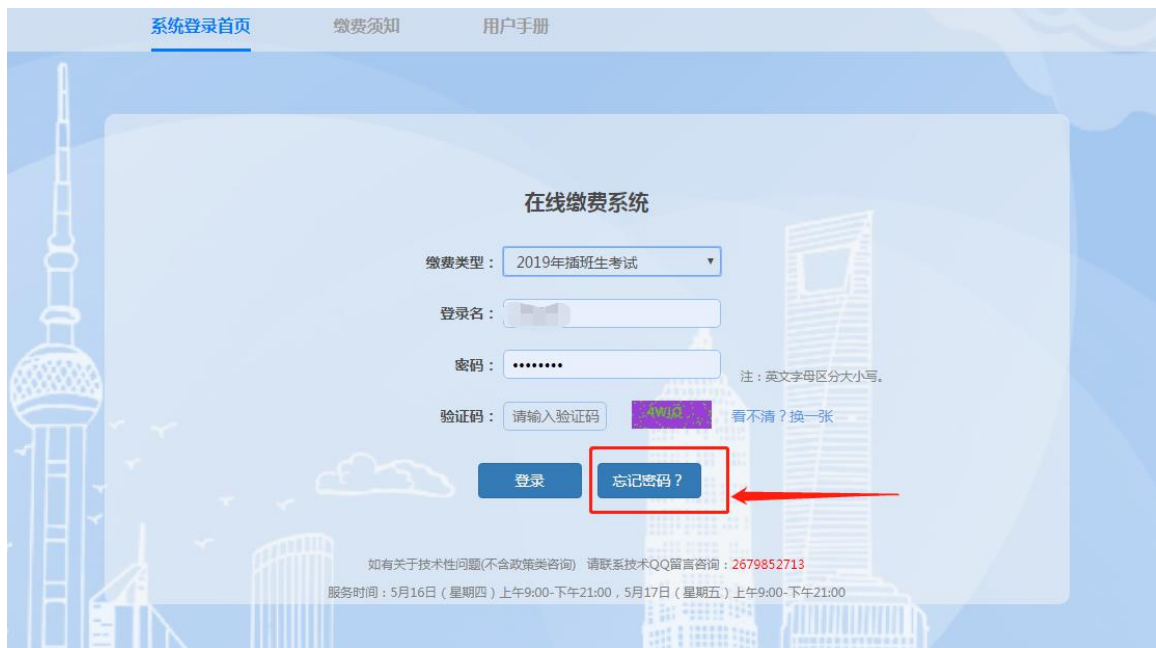 系统登录首页 缴费须知 用户手册
在线缴费系统
缴费类型： 2019年插班生考试
登录名：
密码： ••••••••
注：英文字母区分大小写。
验证码： 请输入验证码 看不清？换一张
登录 忘记密码？
如有关于技术性问题(不含政策类咨询) 请联系技术QQ留言咨询：2679852713
服务时间：5月16日（星期四）上午9:00-下午21:00，5月17日（星期五）上午9:00-下午21:00